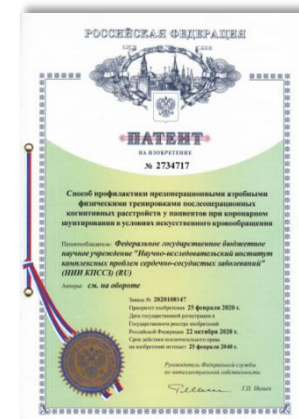 РОССИЙСКАЯ ФЕДЕРАЦИЯ
ПАТЕНТ
НА ИЗОБРЕТЕНИЕ
№ 2734717
Способ профилактики предоперационными аэробными
физическими тренировками послеоперационных
когнитивных расстройств у пациентов при коронарном
шунтировании в условиях искусственного кровообращения
Патентообладатель: Федеральное государственное бюджетное
научное учреждение "Научно-исследовательский институт
комплексных проблем сердечно-сосудистых заболеваний"
(НИИ КПССЗ) (RU)
Авторы: см. на обороте
Заявка № 2020108147
Приоритет изобретения 25 февраля 2020 г.
Дата государственной регистрации в
Государственном реестре изобретений
Российской Федерации 22 октября 2020 г.
Срок действия исключительного права
на изобретение истекает 25 февраля 2040 г.
Руководитель Федеральной службы
по интеллектуальной собственности
Г.П. Ивлиев